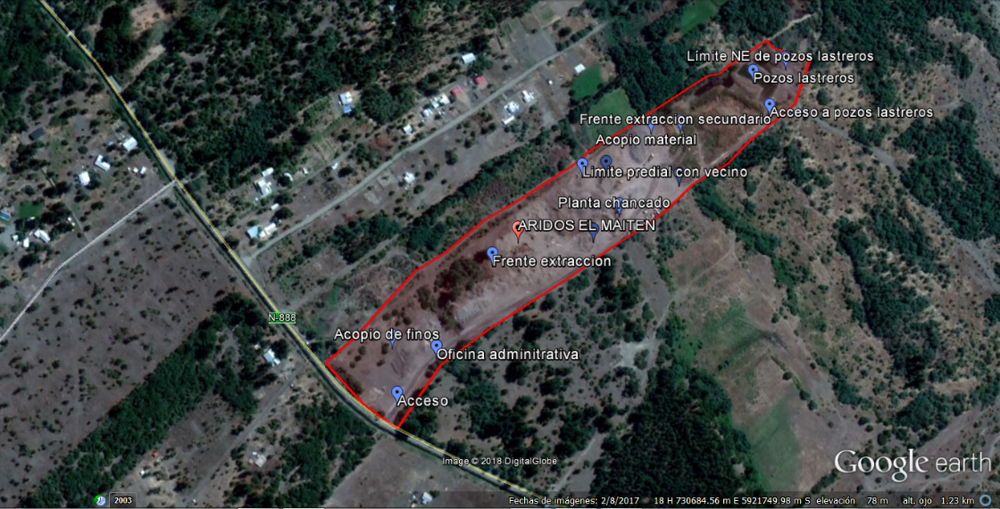 Límite NE de pozos lastreros
Pozos lastreros
Acceso a pozos lastreros
Frente extraccion secundario
Acopio material
Limite predial con vecino
Planta chancado
ARIDOS EL MAITEN
Frente extraccion
N-888
Acopio de finos
Oficina adminitrativa
Acceso
Image © 2018 DigitalGlobe
Google earth
2003
Fechas de imágenes: 2/8/2017 18 H 730684.56 m E 5921749.98 m S elevación 78 m alt. ojo 1.23 km